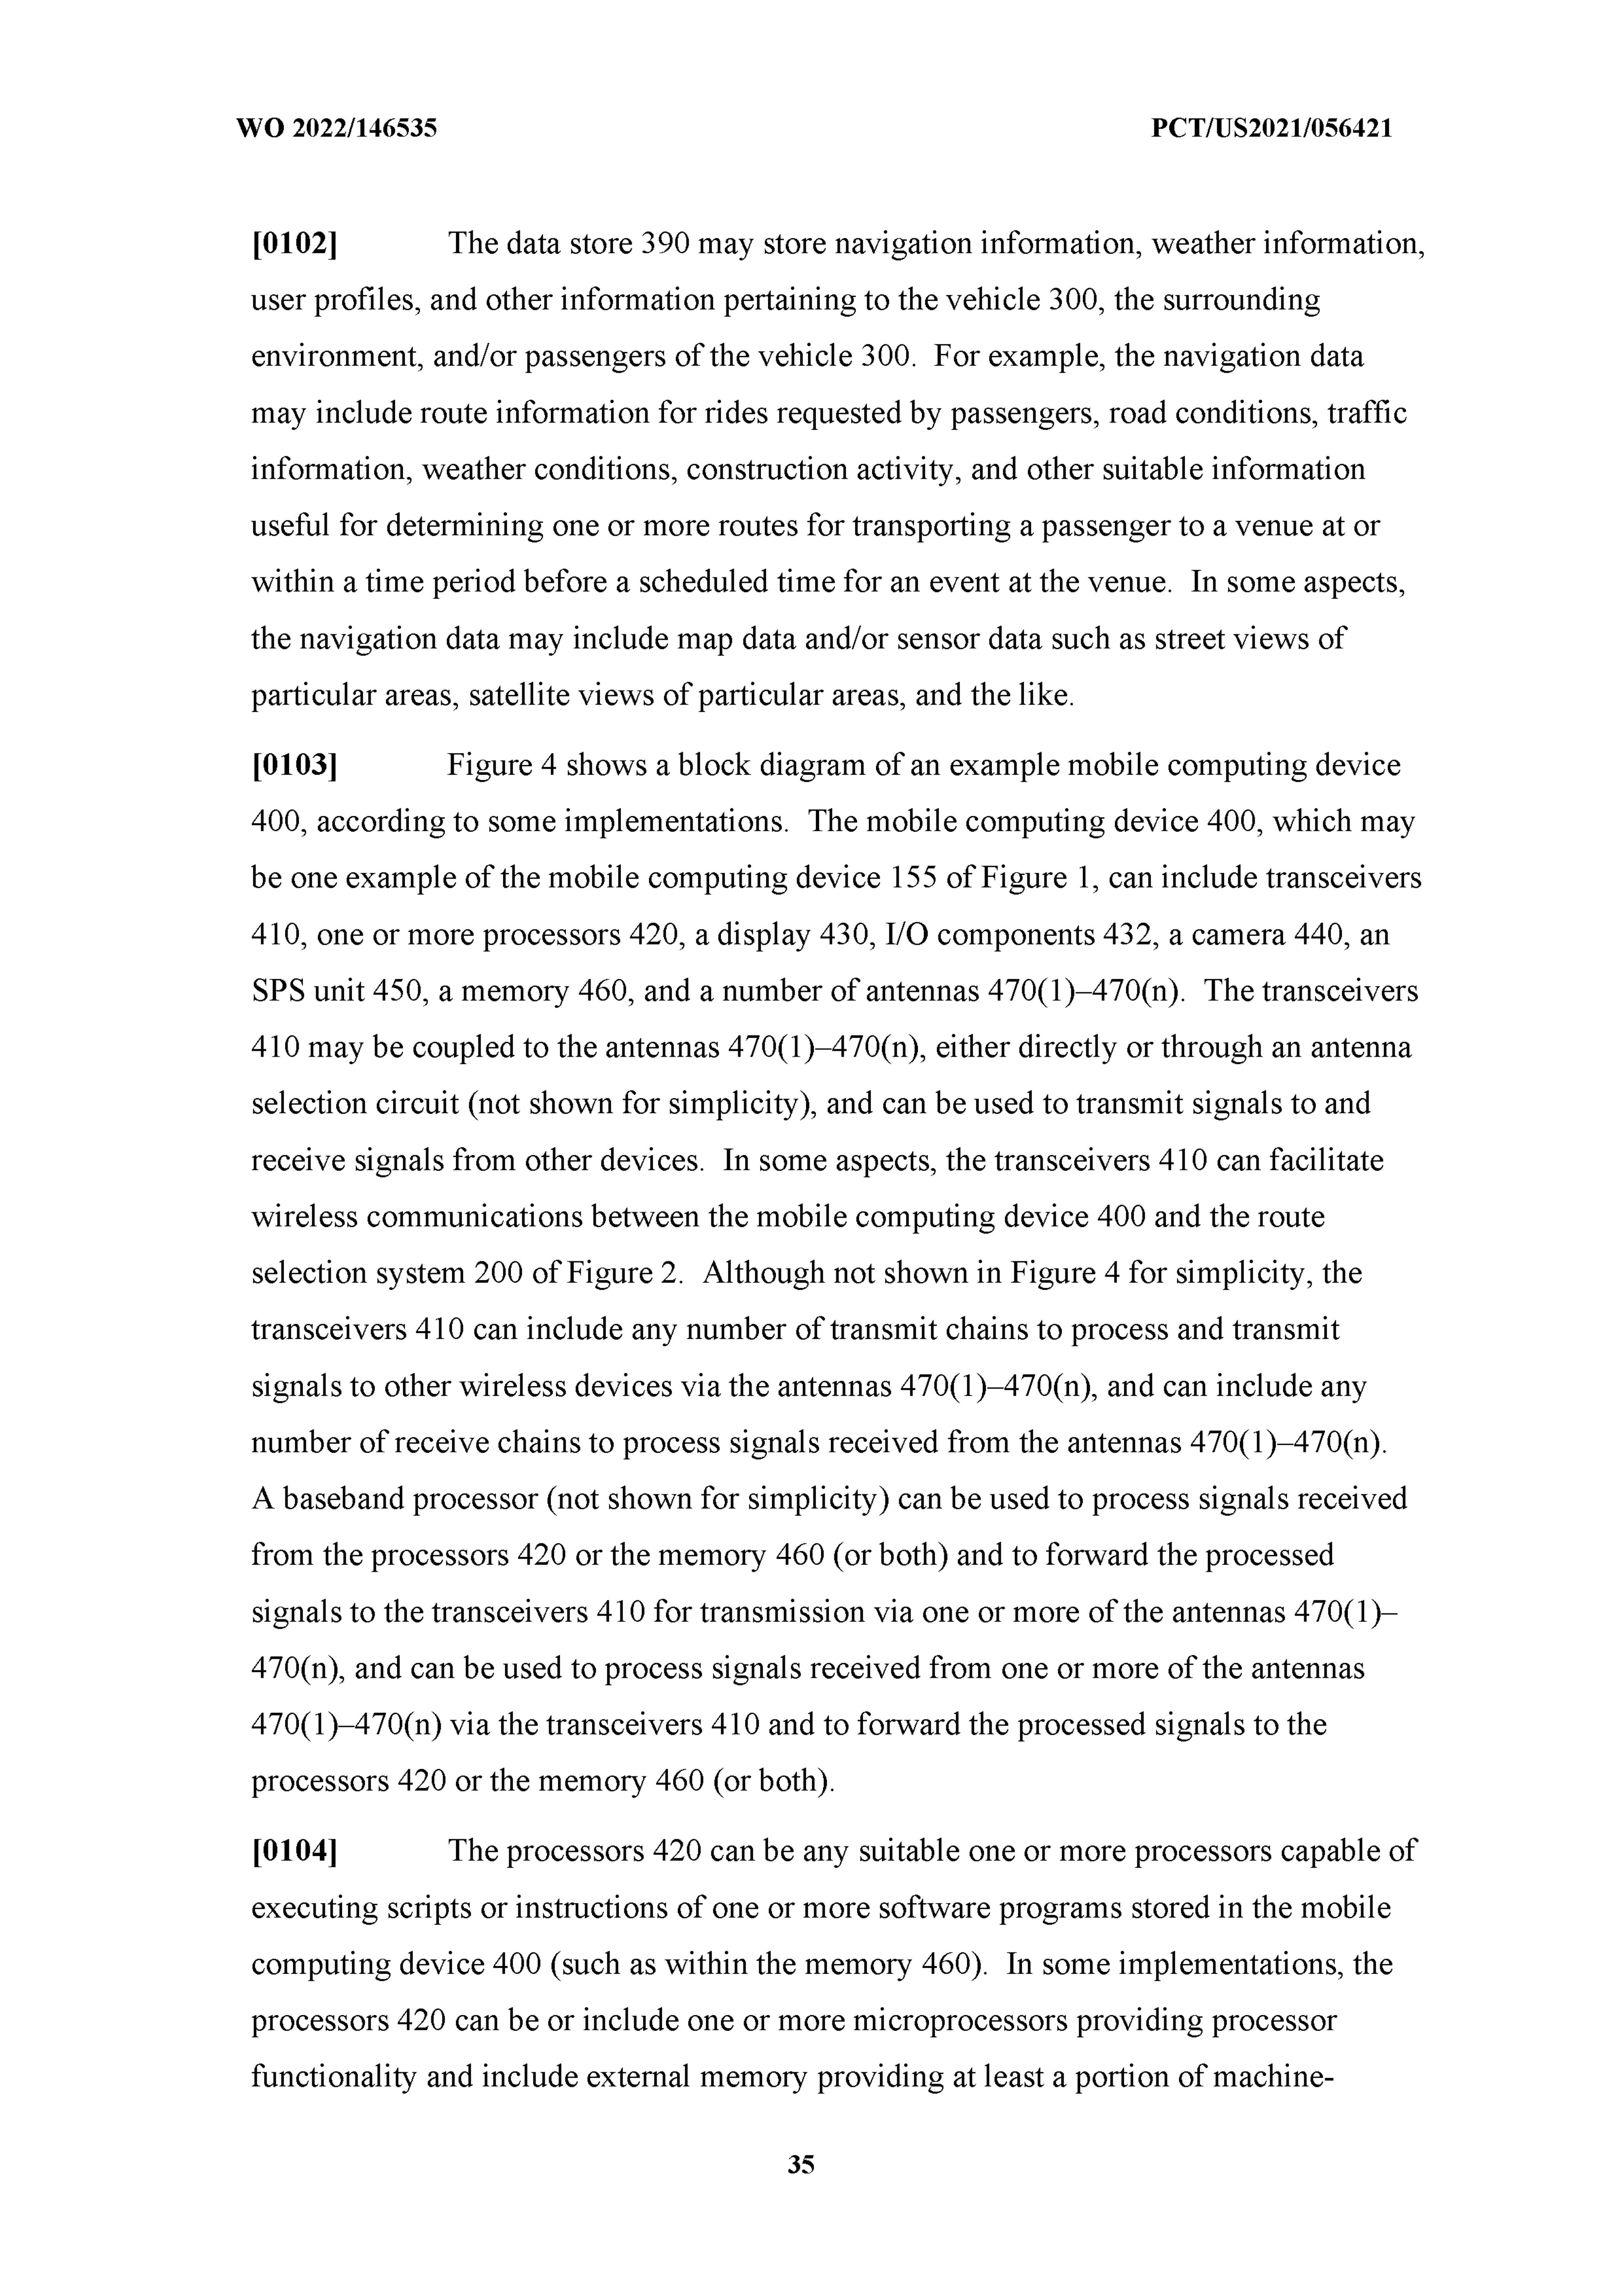 WO 2022/146535 PCT/US2021/056421
[0102] The data store 390 may store navigation information, weather information,
user profiles, and other information pertaining to the vehicle 300, the surrounding
environment, and/or passengers of the vehicle 300.  For example, the navigation data
may include route information for rides requested by passengers, road conditions, traffic
information, weather conditions, construction activity, and other suitable information
useful for determining one or more routes for transporting a passenger to a venue at or
within a time period before a scheduled time for an event at the venue.  In some aspects,
the navigation data may include map data and/or sensor data such as street views of
particular areas, satellite views of particular areas, and the like.
[0103] Figure 4 shows a block diagram of an example mobile computing device
400, according to some implementations.  The mobile computing device 400, which may
be one example of the mobile computing device 155 of Figure 1, can include transceivers
410, one or more processors 420, a display 430, I/O components 432, a camera 440, an
SPS unit 450, a memory 460, and a number of antennas 470(1)–470(n).  The transceivers
410 may be coupled to the antennas 470(1)–470(n), either directly or through an antenna
selection circuit (not shown for simplicity), and can be used to transmit signals to and
receive signals from other devices.  In some aspects, the transceivers 410 can facilitate
wireless communications between the mobile computing device 400 and the route
selection system 200 of Figure 2.  Although not shown in Figure 4 for simplicity, the
transceivers 410 can include any number of transmit chains to process and transmit
signals to other wireless devices via the antennas 470(1)–470(n), and can include any
number of receive chains to process signals received from the antennas 470(1)–470(n).
A baseband processor (not shown for simplicity) can be used to process signals received
from the processors 420 or the memory 460 (or both) and to forward the processed
signals to the transceivers 410 for transmission via one or more of the antennas 470(1)–
470(n), and can be used to process signals received from one or more of the antennas
470(1)–470(n) via the transceivers 410 and to forward the processed signals to the
processors 420 or the memory 460 (or both).
[0104] The processors 420 can be any suitable one or more processors capable of
executing scripts or instructions of one or more software programs stored in the mobile
computing device 400 (such as within the memory 460).  In some implementations, the
processors 420 can be or include one or more microprocessors providing processor
functionality and include external memory providing at least a portion of machine-
35